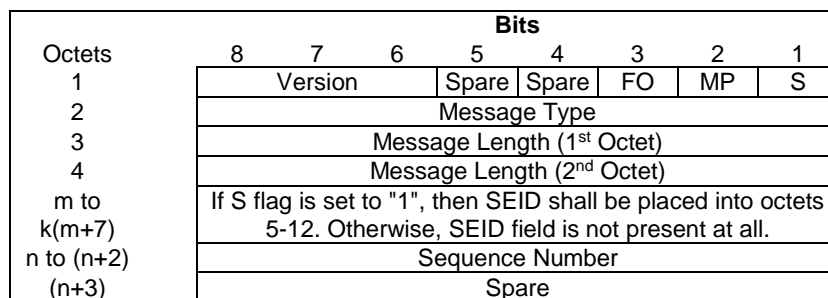 Bits
Octets 8 7 6 5 4 3 2 1
1 Version Spare Spare FO MP S
2 Message Type
3 Message Length (1st Octet)
4 Message Length (2nd Octet)
m to If S flag is set to "1", then SEID shall be placed into octets
k(m+7) 5-12. Otherwise, SEID field is not present at all.
n to (n+2) Sequence Number
(n+3) Spare